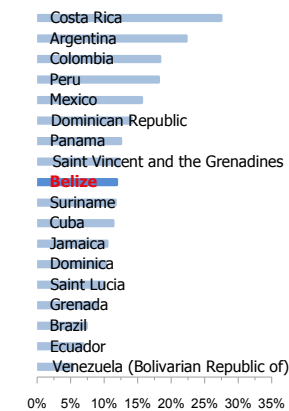 Costa Rica
Argentina
Colombia
Peru
Mexico
Dominican Republic
Panama
Saint Vincent and the Grenadines
Belize
Suriname
Cuba
Jamaica
Dominica
Saint Lucia
Grenada
Brazil
Ecuador
Venezuela (Bolivarian Republic of)
0% 5% 10% 15% 20% 25% 30% 35%